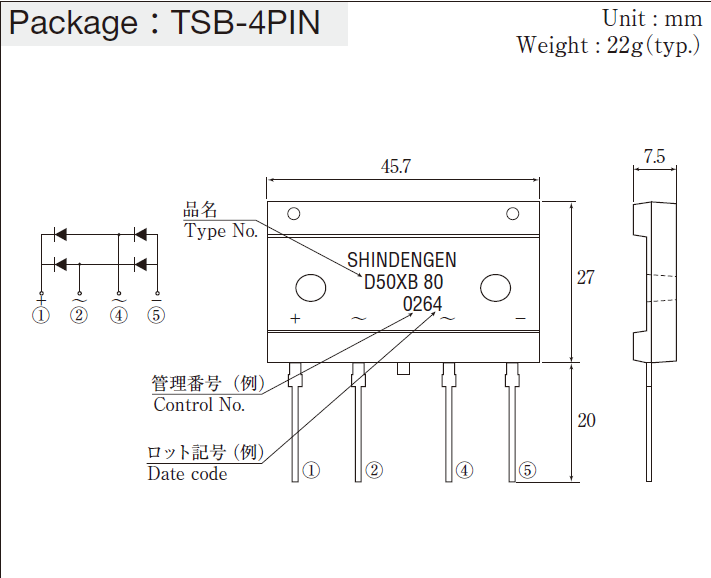 Package : TSB-4PIN
Unit : mm
Weight : 22g(typ.)
45.7
7.5
品名
Type No.
SHINDENGEN
D50XB 80
0264
+ ~ ~ −
27
+ ~ ~ −
① ② ④ ⑤
管理番号 (例)
Control No.
20
ロット記号 (例)
Date code
① ② ④ ⑤